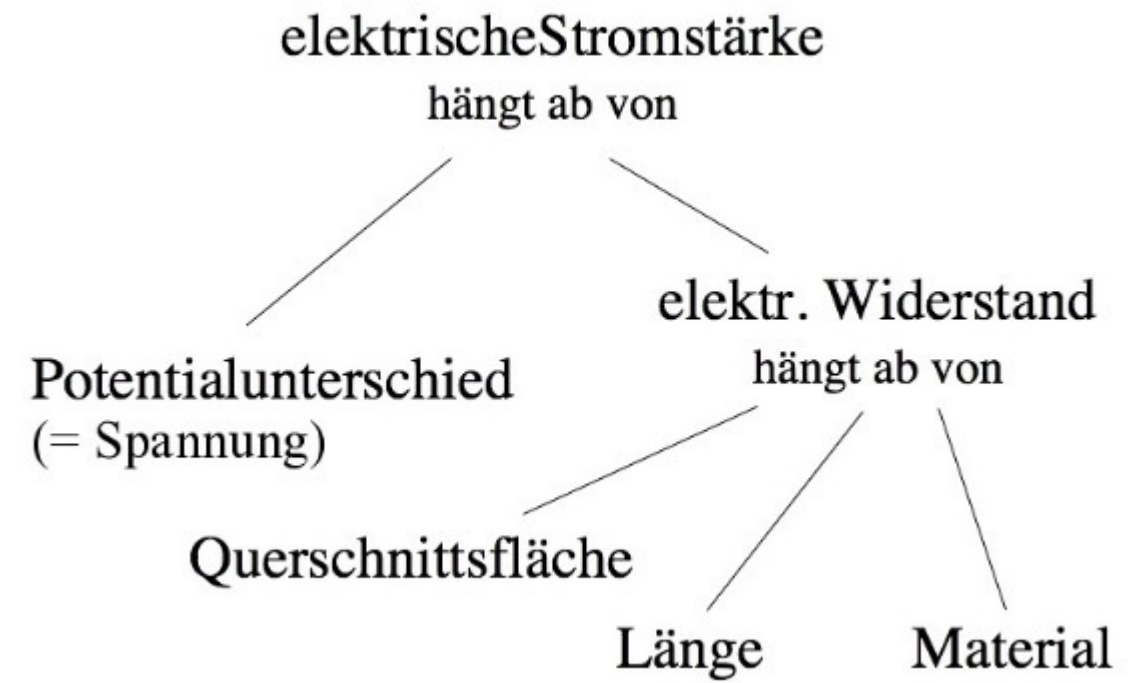 elektrischeStromstärke
hängt ab von
elektr. Widerstand
hängt ab von
Potentialunterschied
(= Spannung)
Querschnittsfläche
Länge
Material